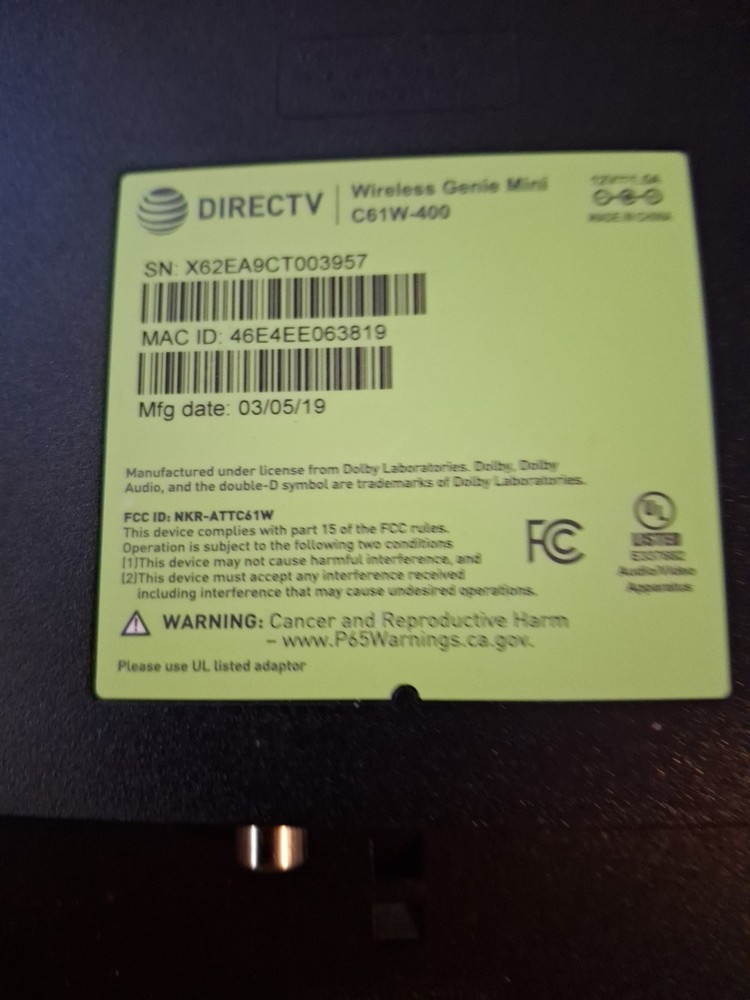 DIRECTV
Wireless Genie Mini
C61W-400
MADE IN CHINA
SN: X62EA9CT003957
MAC ID: 46E4EE063819
Mfg date: 03/05/19
Manufactured under license from Dolby Laboratories. Dolby, Dolby
Audio, and the double-D symbol are trademarks of Dolby Laboratories.
FCC ID: NKR-ATTC61W
This device complies with part 15 of the FCC rules.
Operation is subject to the following two conditions
(1)This device may not cause harmful interference, and
(2)This device must accept any interference received
including interference that may cause undesired operations.
FC
UL
LISTED
Audio/Video
Apparatus
WARNING: Cancer and Reproductive Harm
– www.P65Warnings.ca.gov.
Please use UL listed adaptor